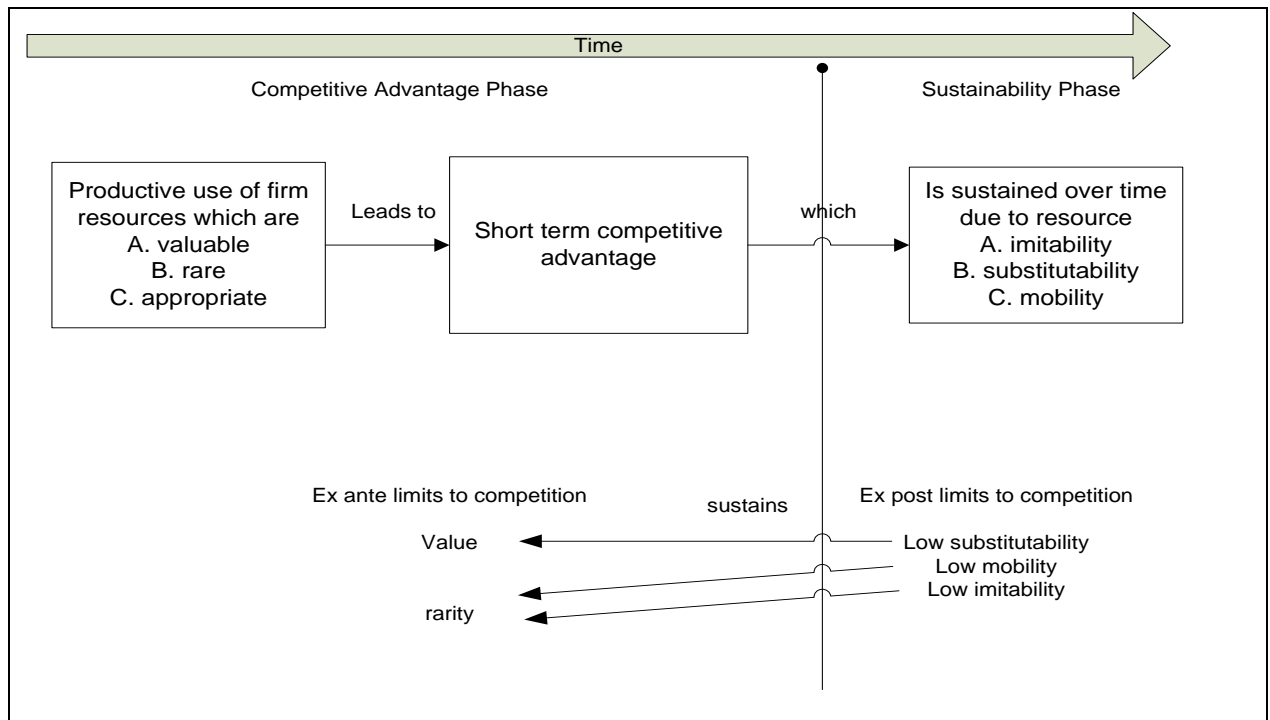 Time
Competitive Advantage Phase
Sustainability Phase
Productive use of firm
resources which are
A. valuable
B. rare
C. appropriate
Leads to
Short term competitive
advantage
which
Is sustained over time
due to resource
A. imitability
B. substitutability
C. mobility
Ex ante limits to competition
sustains
Ex post limits to competition
Value
Low substitutability
Low mobility
Low imitability
rarity